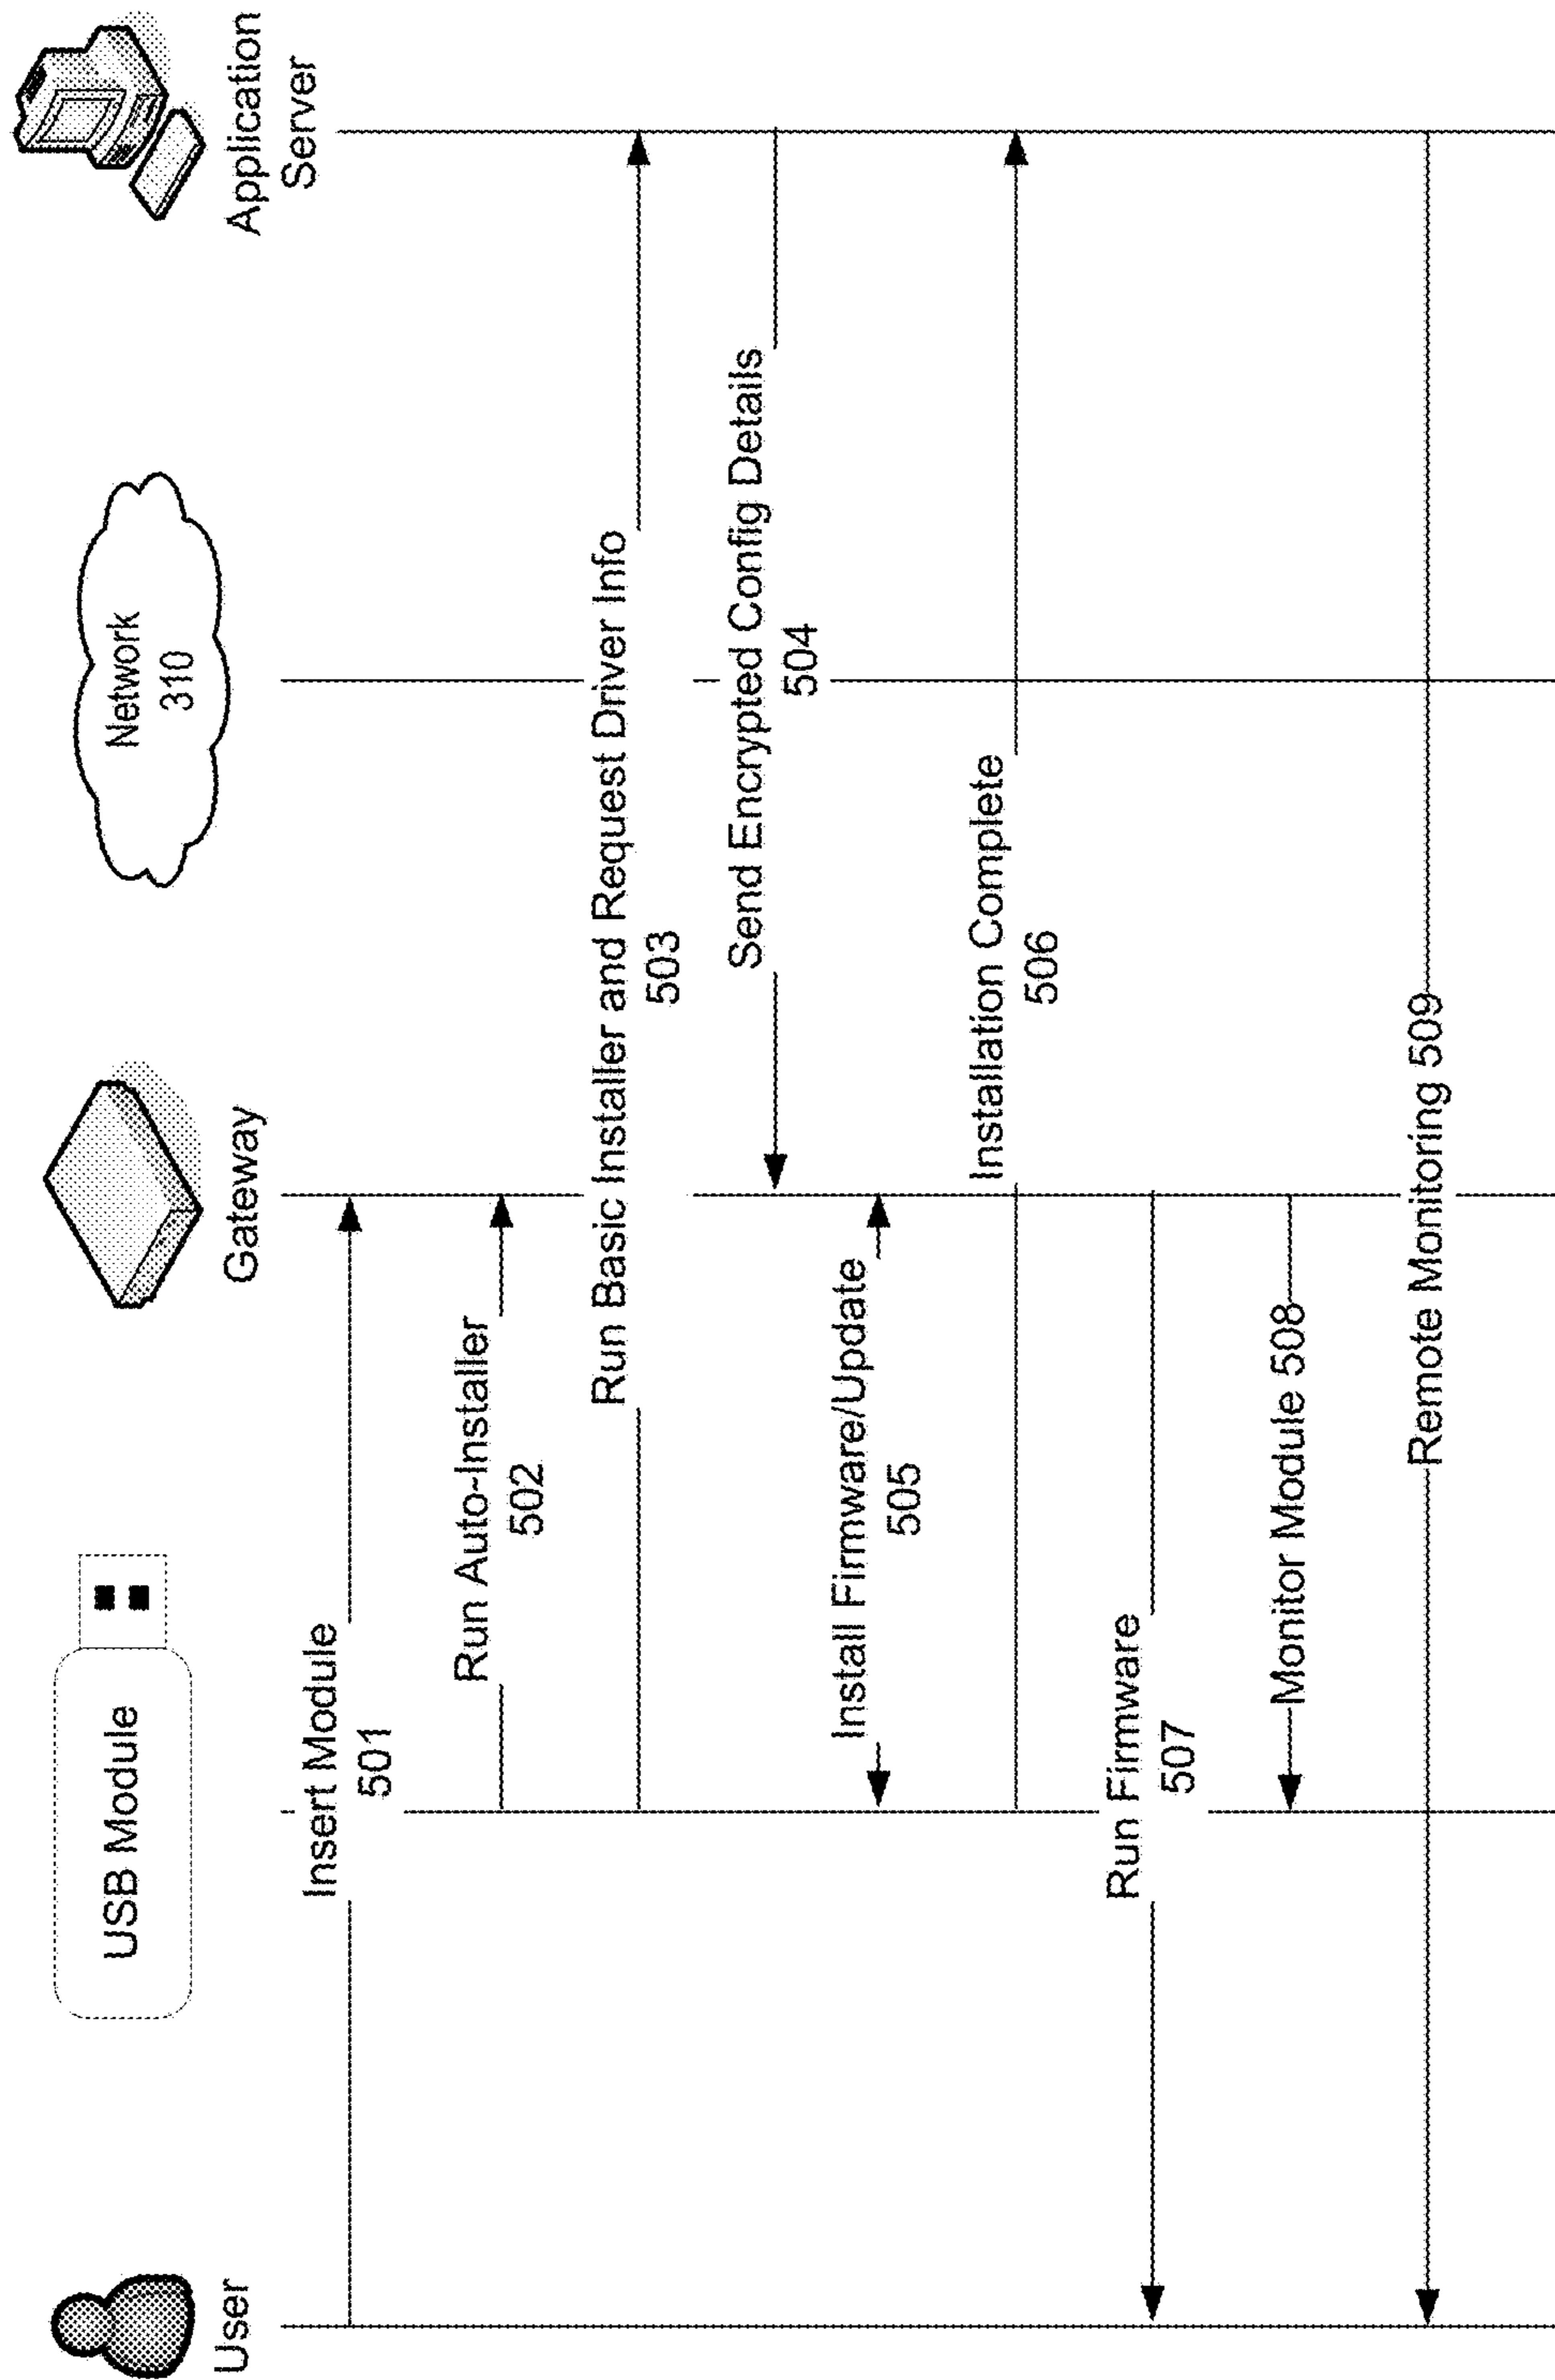 User
USB Module
Gateway
Network
310
Application
Server
Insert Module
501
Run Auto-Installer
502
Run Basic Installer and Request Driver Info
503
Send Encrypted Config Details
504
Install Firmware/Update
505
Installation Complete
506
Run Firmware
507
Monitor Module 508
Remote Monitoring 509